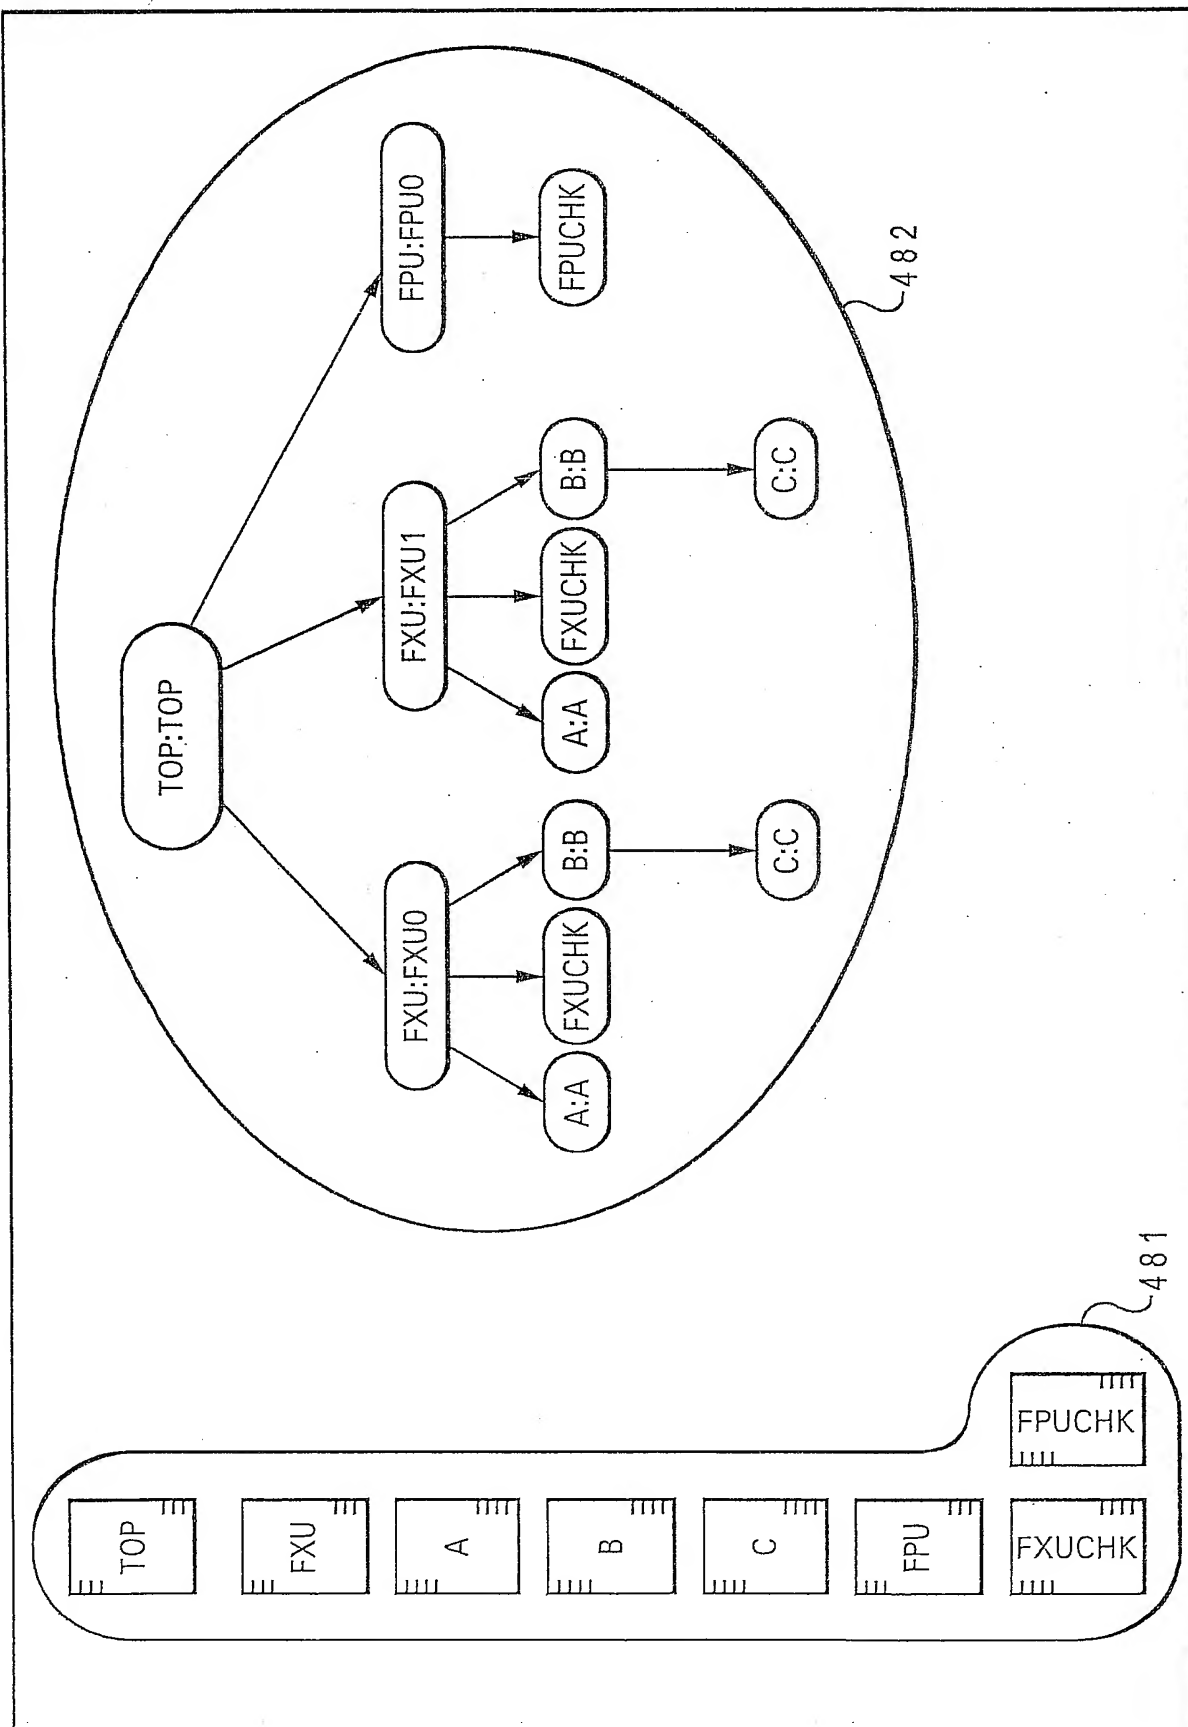 TOP:TOP
FXU:FXU0
FXU:FXU1
FPU:FPU0
A:A
FXUCHK
B:B
A:A
FXUCHK
B:B
FPUCHK
C:C
C:C
482
TOP
FXU
A
B
C
FPU
FXUCHK
FPUCHK
481